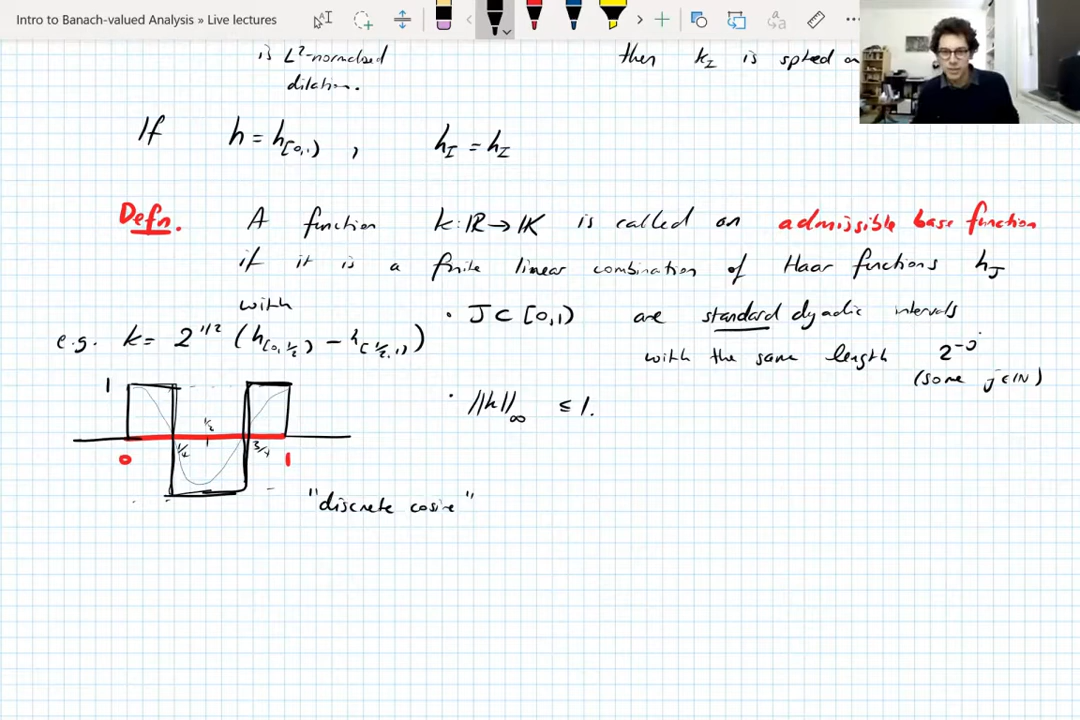 Intro to Banach-valued Analysis » Live lectures
is L²-normalised
dilation.
then k_I is spted on
If h = h_[0,1) , h_I = h_I
Defn. A function k: ℝ → 𝕂 is called an admissible base function
if it is a finite linear combination of Haar functions h_J
with
· J ⊂ [0,1) are standard dyadic intervals
with the same length 2^-j
(some j ∈ ℕ)
e.g. k = 2^1/2 (h_[0,1/2) - h_[1/2,1))
· ||k||_∞ ≤ 1.
1
1/2
1/4 3/4
0 1
"discrete cosine"